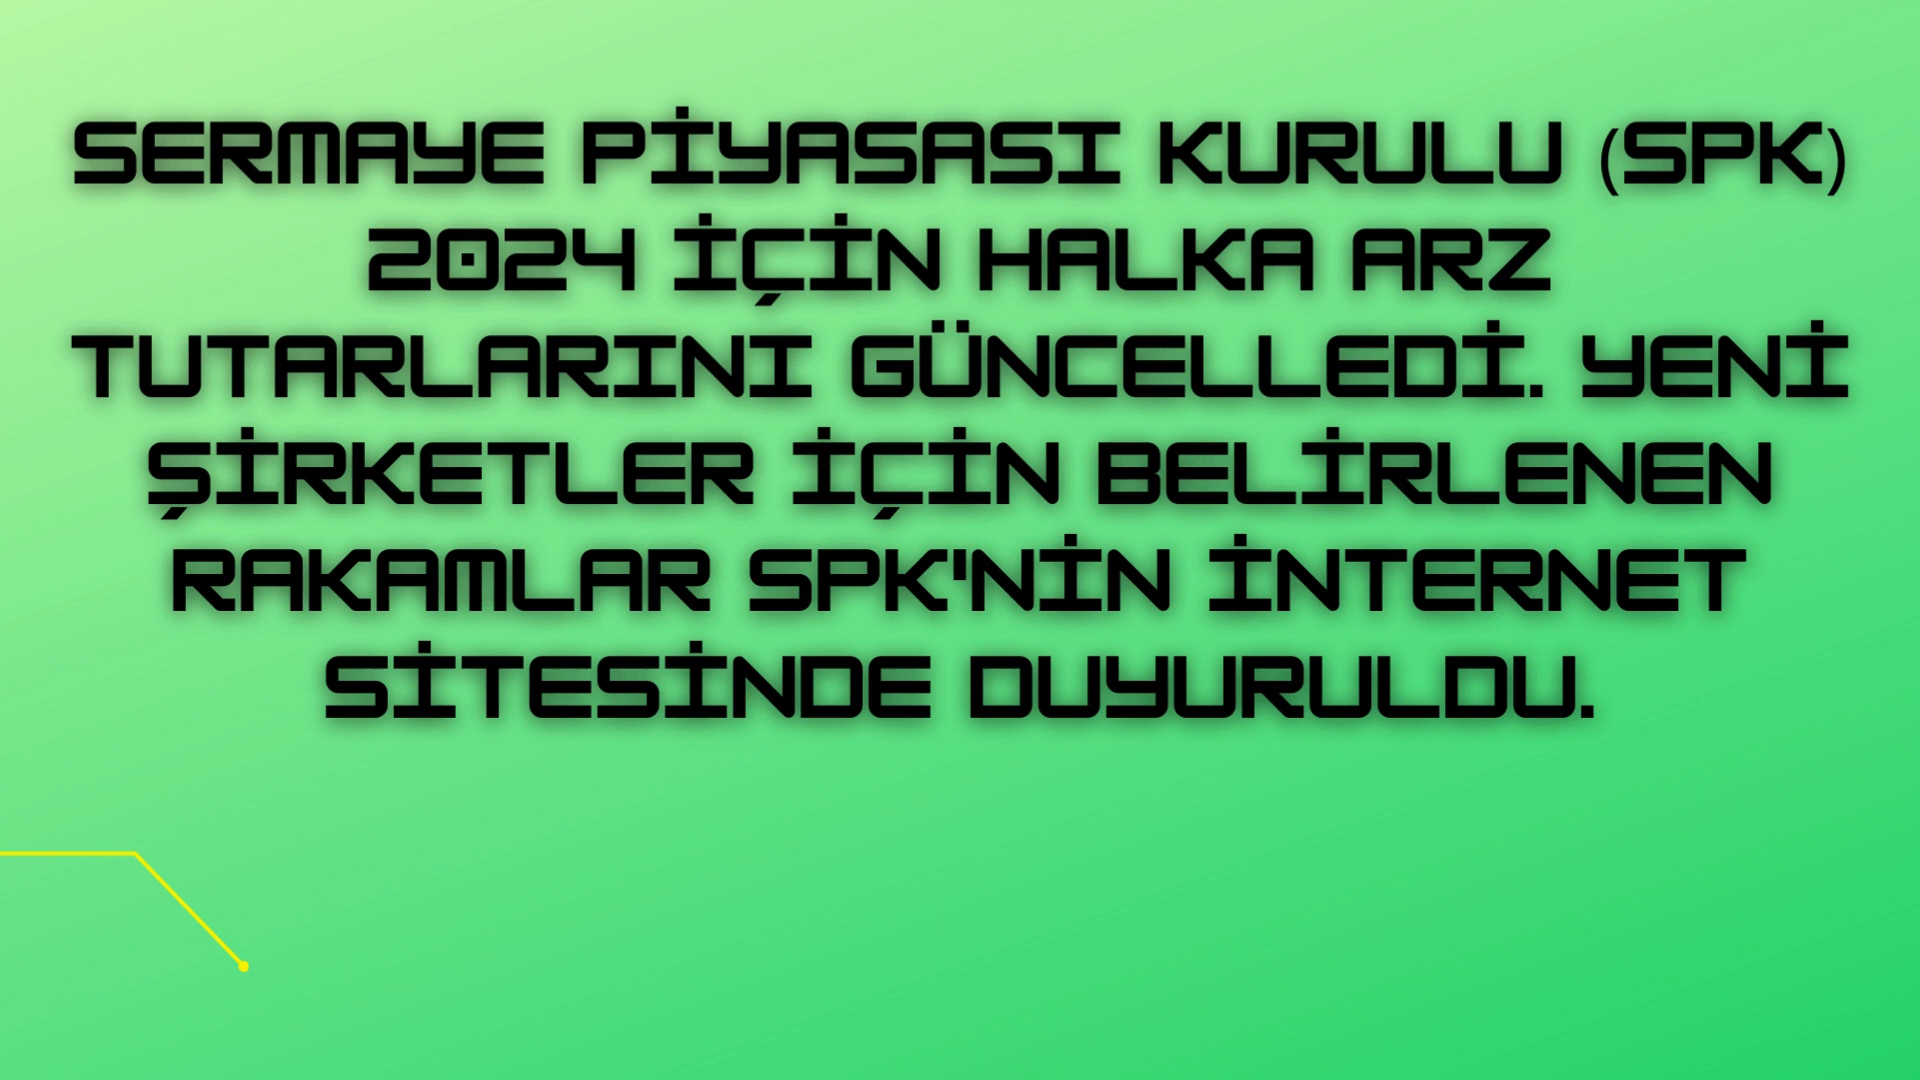 SERMAYE PİYASASI KURULU (SPK)
2024 İÇİN HALKA ARZ
TUTARLARINI GÜNCELLEDİ. YENİ
ŞİRKETLER İÇİN BELİRLENEN
RAKAMLAR SPK'NİN İNTERNET
SİTESİNDE DUYURULDU.